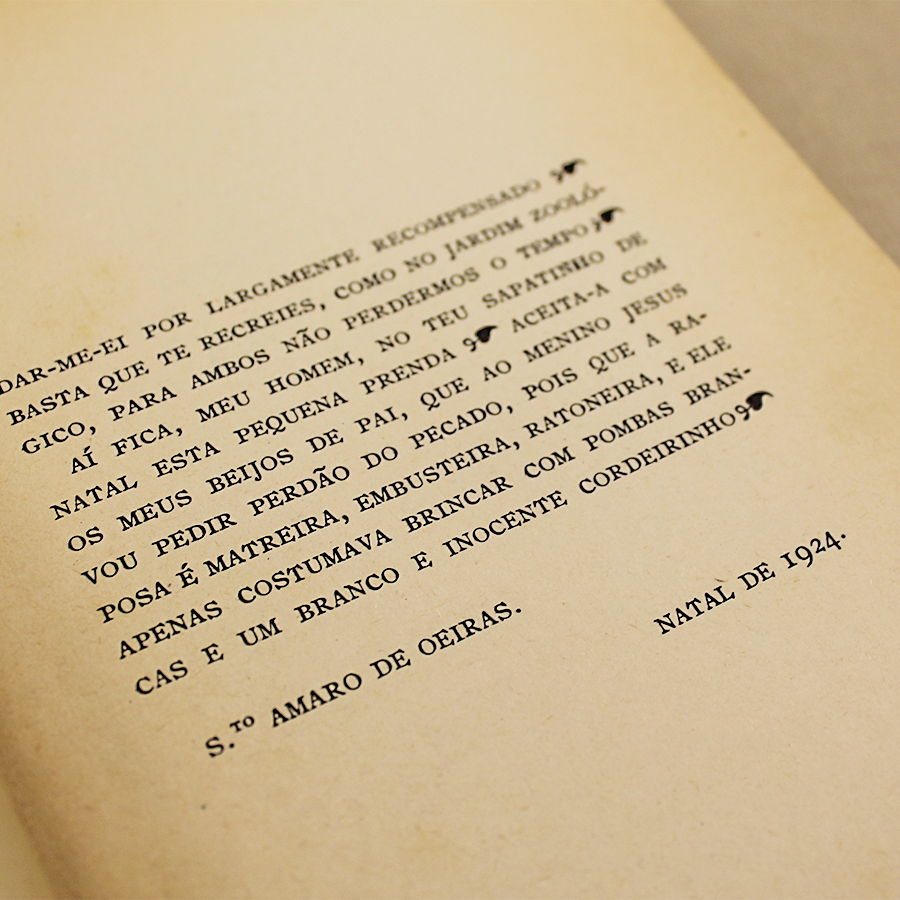 DAR-ME-EI POR LARGAMENTE RECOMPENSADO ❧
BASTA QUE TE RECREIES, COMO NO JARDIM ZOOLÓ-
GICO, PARA AMBOS NÃO PERDERMOS O TEMPO ❧
AÍ FICA, MEU HOMEM, NO TEU SAPATINHO DE
NATAL ESTA PEQUENA PRENDA ❧ ACEITA-A COM
OS MEUS BEIJOS DE PAI, QUE AO MENINO JESUS
VOU PEDIR PERDÃO DO PECADO, POIS QUE A RA-
POSA É MATREIRA, EMBUSTEIRA, RATONEIRA, E ELE
APENAS COSTUMAVA BRINCAR COM POMBAS BRAN-
CAS E UM BRANCO E INOCENTE CORDEIRINHO ❧
S.TO AMARO DE OEIRAS.
NATAL DE 1924.